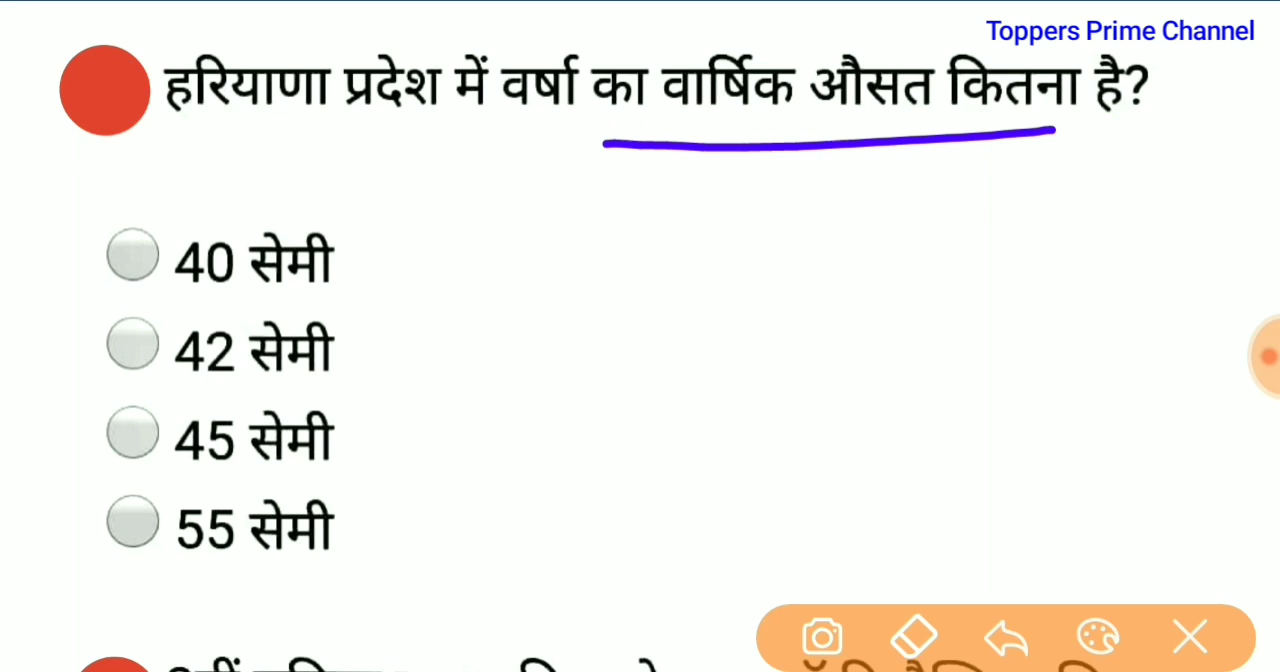 Toppers Prime Channel
हरियाणा प्रदेश में वर्षा का वार्षिक औसत कितना है?
40 सेमी
42 सेमी
45 सेमी
55 सेमी